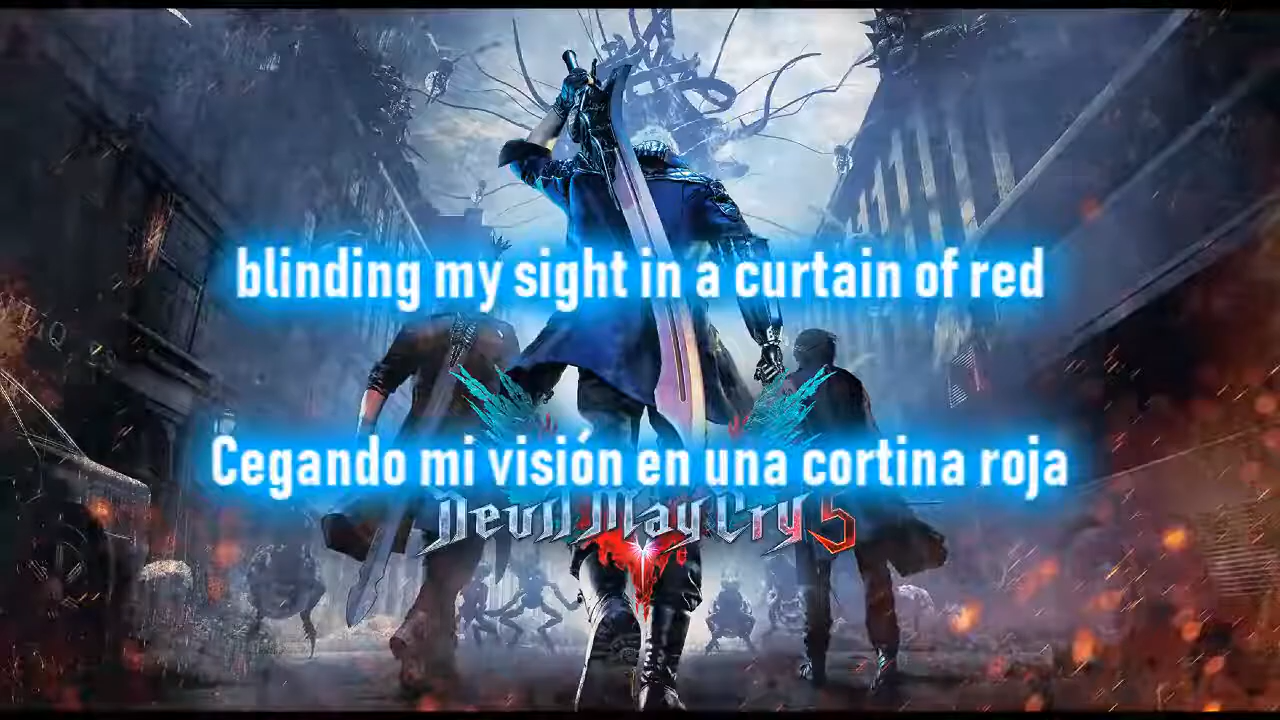 blinding my sight in a curtain of red
Cegando mi visión en una cortina roja
Devil May Cry 5